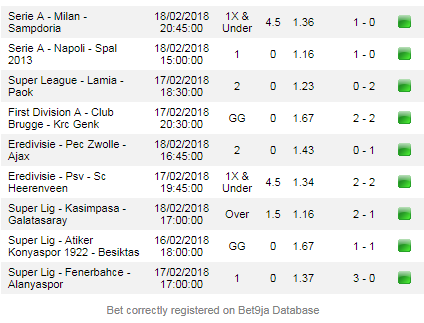 Serie A - Milan - Sampdoria 18/02/2018 20:45:00 1X & Under 4.5 1.36 1 - 0
Serie A - Napoli - Spal 2013 18/02/2018 15:00:00 1 0 1.16 1 - 0
Super League - Lamia - Paok 17/02/2018 18:30:00 2 0 1.23 0 - 2
First Division A - Club Brugge - Krc Genk 17/02/2018 20:30:00 GG 0 1.67 2 - 2
Eredivisie - Pec Zwolle - Ajax 18/02/2018 16:45:00 2 0 1.43 0 - 1
Eredivisie - Psv - Sc Heerenveen 17/02/2018 19:45:00 1X & Under 4.5 1.34 2 - 2
Super Lig - Kasimpasa - Galatasaray 18/02/2018 17:00:00 Over 1.5 1.16 2 - 1
Super Lig - Atiker Konyaspor 1922 - Besiktas 16/02/2018 18:00:00 GG 0 1.67 1 - 1
Super Lig - Fenerbahce - Alanyaspor 17/02/2018 17:00:00 1 0 1.37 3 - 0
Bet correctly registered on Bet9ja Database